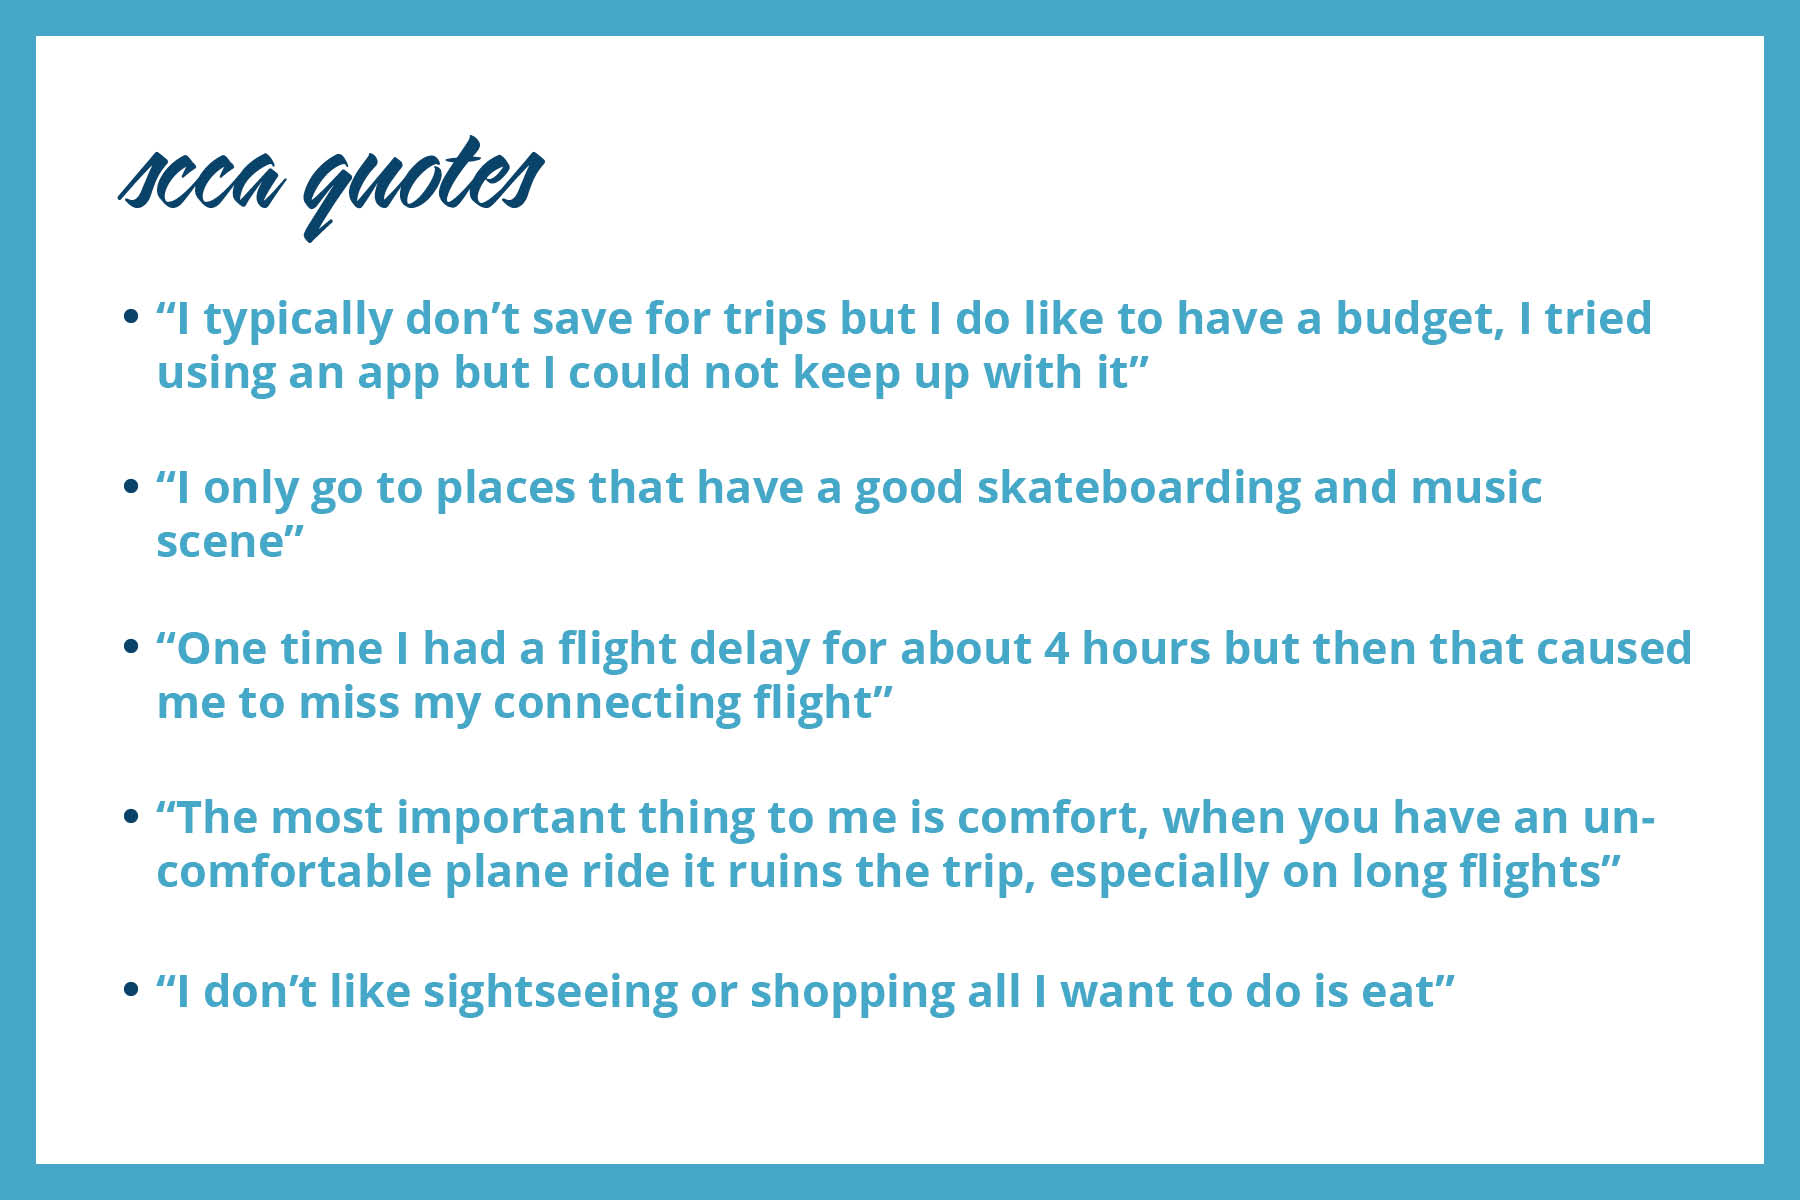 scca quotes
• “I typically don’t save for trips but I do like to have a budget, I tried
using an app but I could not keep up with it”
• “I only go to places that have a good skateboarding and music
scene”
• “One time I had a flight delay for about 4 hours but then that caused
me to miss my connecting flight”
• “The most important thing to me is comfort, when you have an un-
comfortable plane ride it ruins the trip, especially on long flights”
• “I don’t like sightseeing or shopping all I want to do is eat”